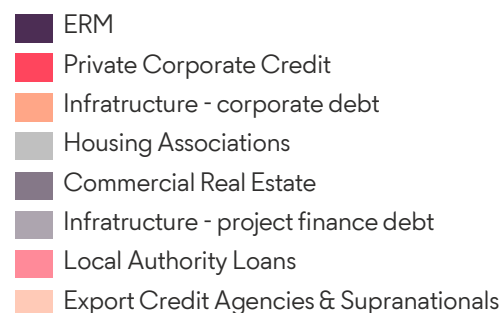 ERM
Private Corporate Credit
Infratructure - corporate debt
Housing Associations
Commercial Real Estate
Infratructure - project finance debt
Local Authority Loans
Export Credit Agencies & Supranationals